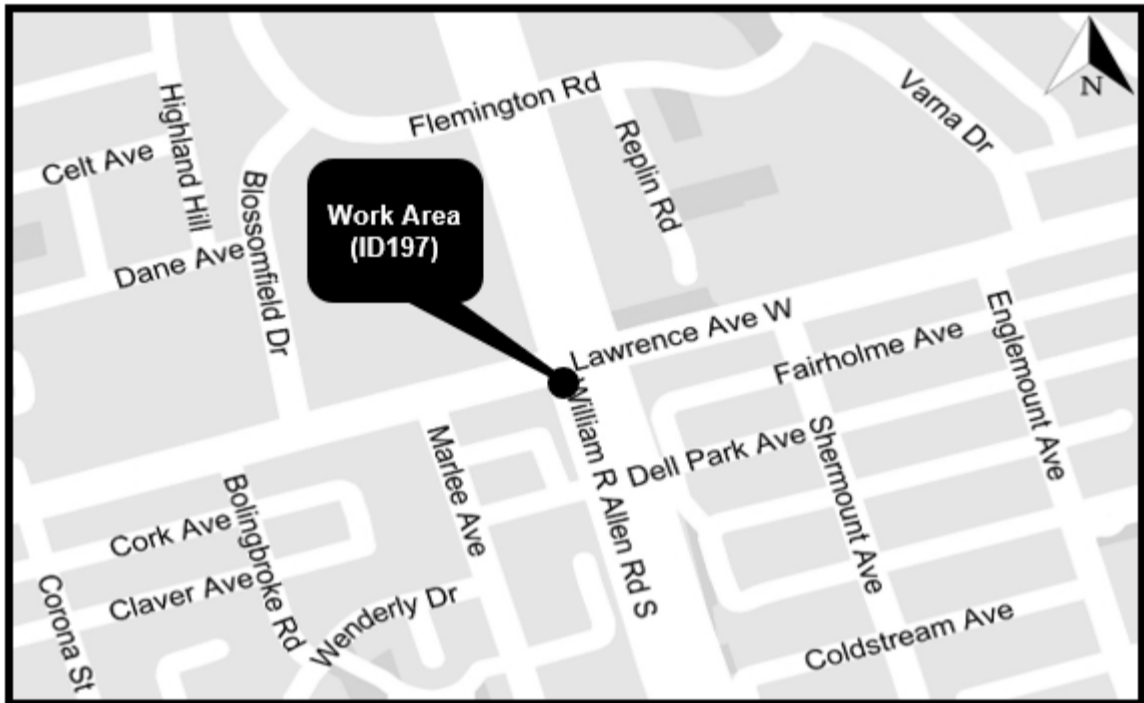 Highland Hill
Flemington Rd
Varna Dr
N
Celt Ave
Replin Rd
Blossomfield Dr
Work Area
(ID197)
Dane Ave
Lawrence Ave W
Englemount Ave
Fairholme Ave
William R Allen Rd S
Marlee Ave
Shermount Ave
Dell Park Ave
Bolingbroke Rd
Cork Ave
Claver Ave
Corona St
Wenderly Dr
Coldstream Ave